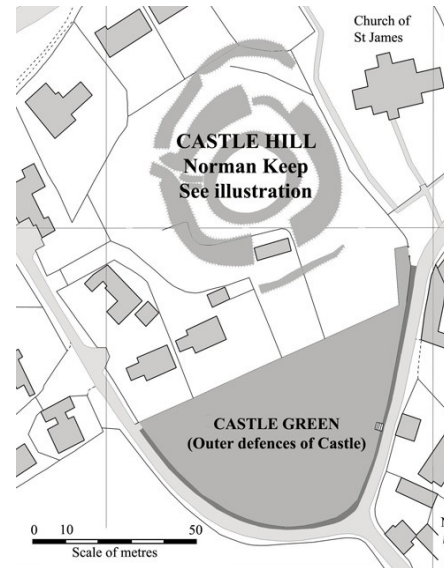 Church of
St James
CASTLE HILL
Norman Keep
See illustration
CASTLE GREEN
(Outer defences of Castle)
0 10 50
Scale of metres